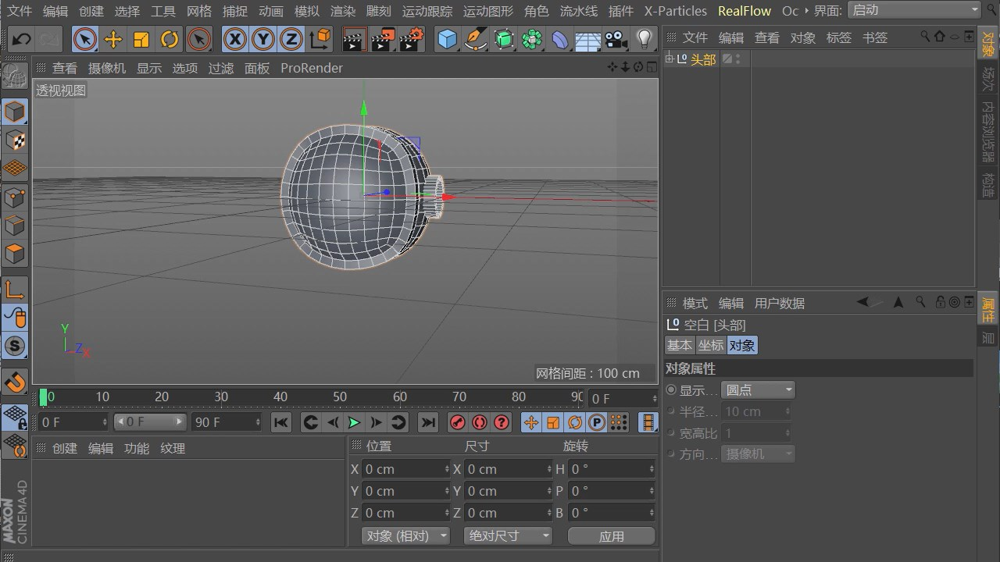 文件 编辑 创建 选择 工具 网格 捕捉 动画 模拟 渲染 雕刻 运动跟踪 运动图形 角色 流水线 插件 X-Particles RealFlow Oc 界面: 启动
文件 编辑 查看 对象 标签 书签
对象
场次
内容浏览器
构造
头部
查看 摄像机 显示 选项 过滤 面板 ProRender
透视视图
Y
Z
X
网格间距 : 100 cm
模式 编辑 用户数据
属性
层
空白 [头部]
基本 坐标 对象
对象属性
显示... 圆点
半径... 10 cm
宽高比 1
方向... 摄像机
0 10 20 30 40 50 60 70 80 90 0 F
0 F 0 F 90 F
创建 编辑 功能 纹理
位置 尺寸 旋转
X 0 cm X 0 cm H 0 °
Y 0 cm Y 0 cm P 0 °
Z 0 cm Z 0 cm B 0 °
对象 (相对) 绝对尺寸 应用
MAXON
CINEMA 4D